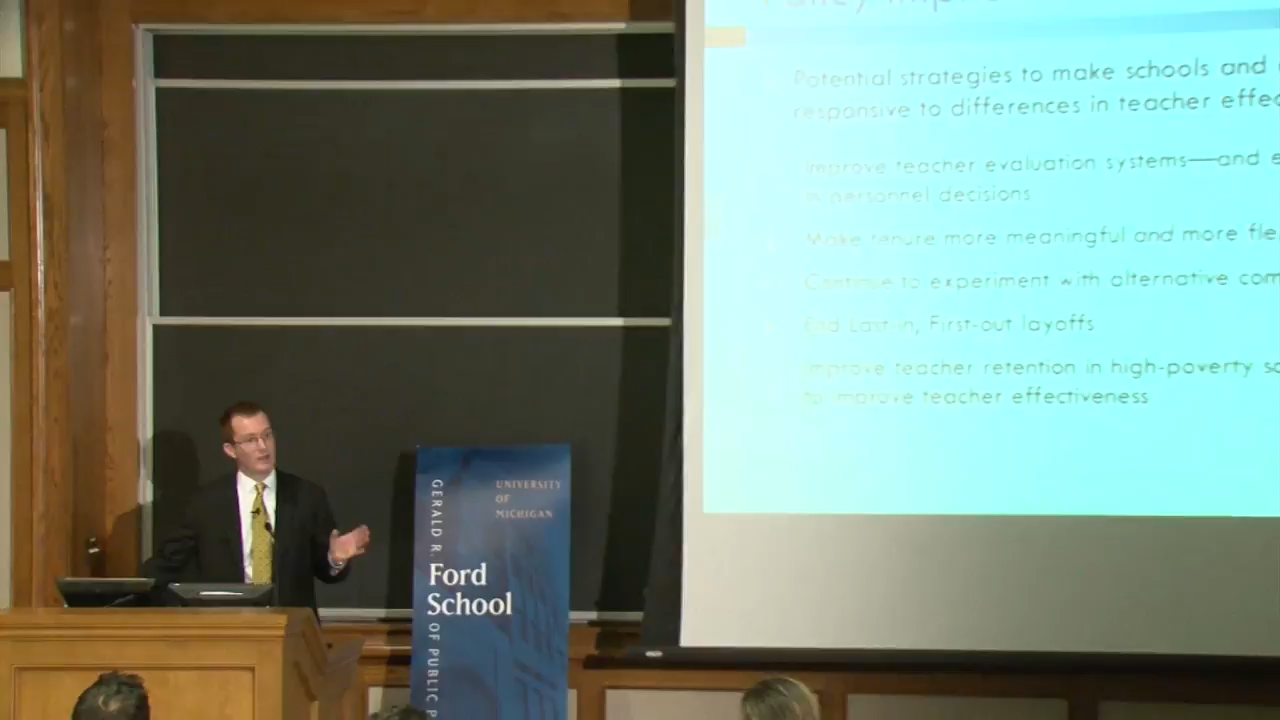 Potential strategies to make schools and
responsive to differences in teacher effec
Improve teacher evaluation systems—and e
in personnel decisions
Make tenure more meaningful and more fle
Continue to experiment with alternative com
End Last in, First-out layoffs
Improve teacher retention in high-poverty sc
to improve teacher effectiveness
UNIVERSITY
OF
MICHIGAN
GERALD R.
Ford
School
OF PUBLIC P